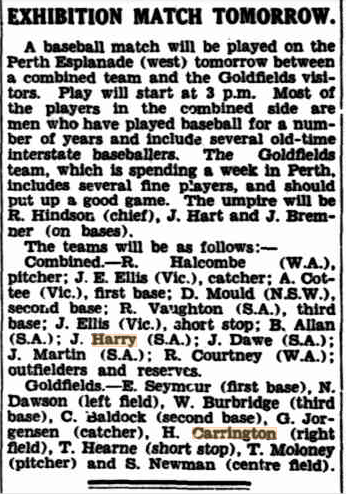 EXHIBITION MATCH TOMORROW.
A baseball match will be played on the
Perth Esplanade (west) tomorrow between
a combined team and the Goldfields visi-
tors. Play will start at 3 p.m. Most of
the players in the combined side are
men who have played baseball for a num-
ber of years and include several old-time
interstate baseballers. The Goldfields
team, which is spending a week in Perth,
includes several fine players, and should
put up a good game. The umpire will be
R. Hindson (chief), J. Hart and J. Brem-
ner (on bases).
The teams will be as follows:—
Combined.—R. Halcombe (W.A.),
pitcher; J. E. Ellis (Vic.), catcher; A. Cot-
tee (Vic.), first base; D. Mould (N.S.W.),
second base; R. Vaughton (S.A.), third
base; J. Ellis (Vic.), short stop; B. Allan
(S.A.); J. Harry (S.A.); J. Dawe (S.A.);
J. Martin (S.A.); R. Courtney (W.A.);
outfielders and reserves.
Goldfields.—E. Seymour (first base), N.
Dawson (left field), W. Burbridge (third
base), C. Baldock (second base), G. Jor-
gensen (catcher), H. Carrington (right
field), T. Hearne (short stop), T. Moloney
(pitcher) and S. Newman (centre field).